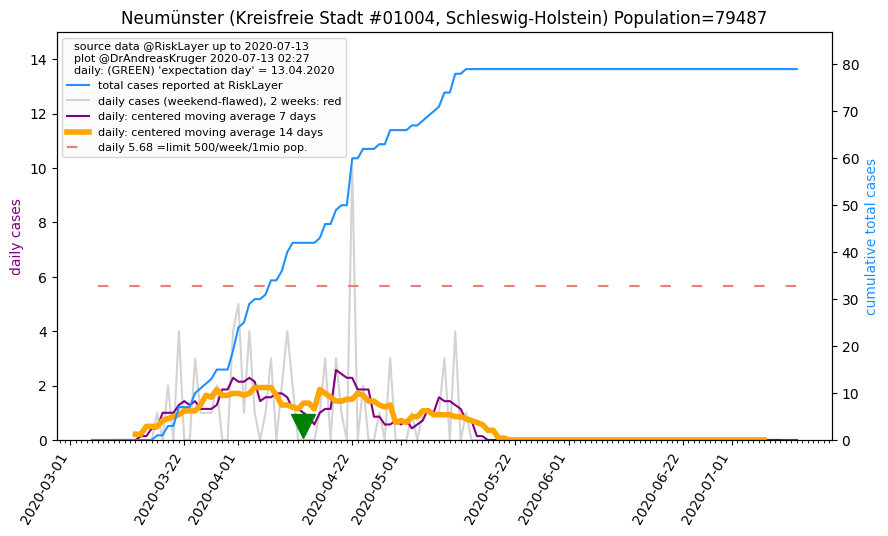 Neumünster (Kreisfreie Stadt #01004, Schleswig-Holstein) Population=79487
source data @RiskLayer up to 2020-07-13
plot @DrAndreasKruger 2020-07-13 02:27
daily: (GREEN) 'expectation day' = 13.04.2020
total cases reported at RiskLayer
daily cases (weekend-flawed), 2 weeks: red
daily: centered moving average 7 days
daily: centered moving average 14 days
daily 5.68 =limit 500/week/1mio pop.
daily cases
14
12
10
8
6
4
2
0
80
70
60
50
40
30
20
10
0
cumulative total cases
2020-03-01
2020-03-22
2020-04-01
2020-04-22
2020-05-01
2020-05-22
2020-06-01
2020-06-22
2020-07-01